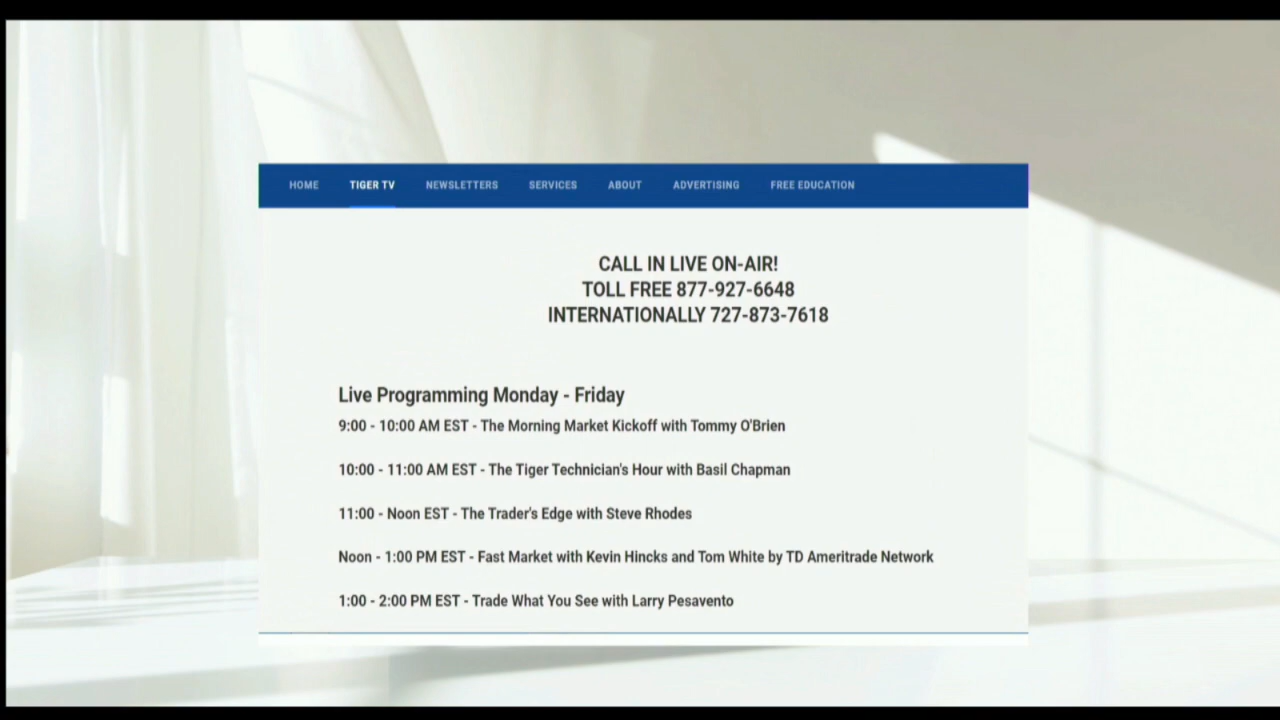 HOME TIGER TV NEWSLETTERS SERVICES ABOUT ADVERTISING FREE EDUCATION
CALL IN LIVE ON-AIR!
TOLL FREE 877-927-6648
INTERNATIONALLY 727-873-7618
Live Programming Monday - Friday
9:00 - 10:00 AM EST - The Morning Market Kickoff with Tommy O'Brien
10:00 - 11:00 AM EST - The Tiger Technician's Hour with Basil Chapman
11:00 - Noon EST - The Trader's Edge with Steve Rhodes
Noon - 1:00 PM EST - Fast Market with Kevin Hincks and Tom White by TD Ameritrade Network
1:00 - 2:00 PM EST - Trade What You See with Larry Pesavento